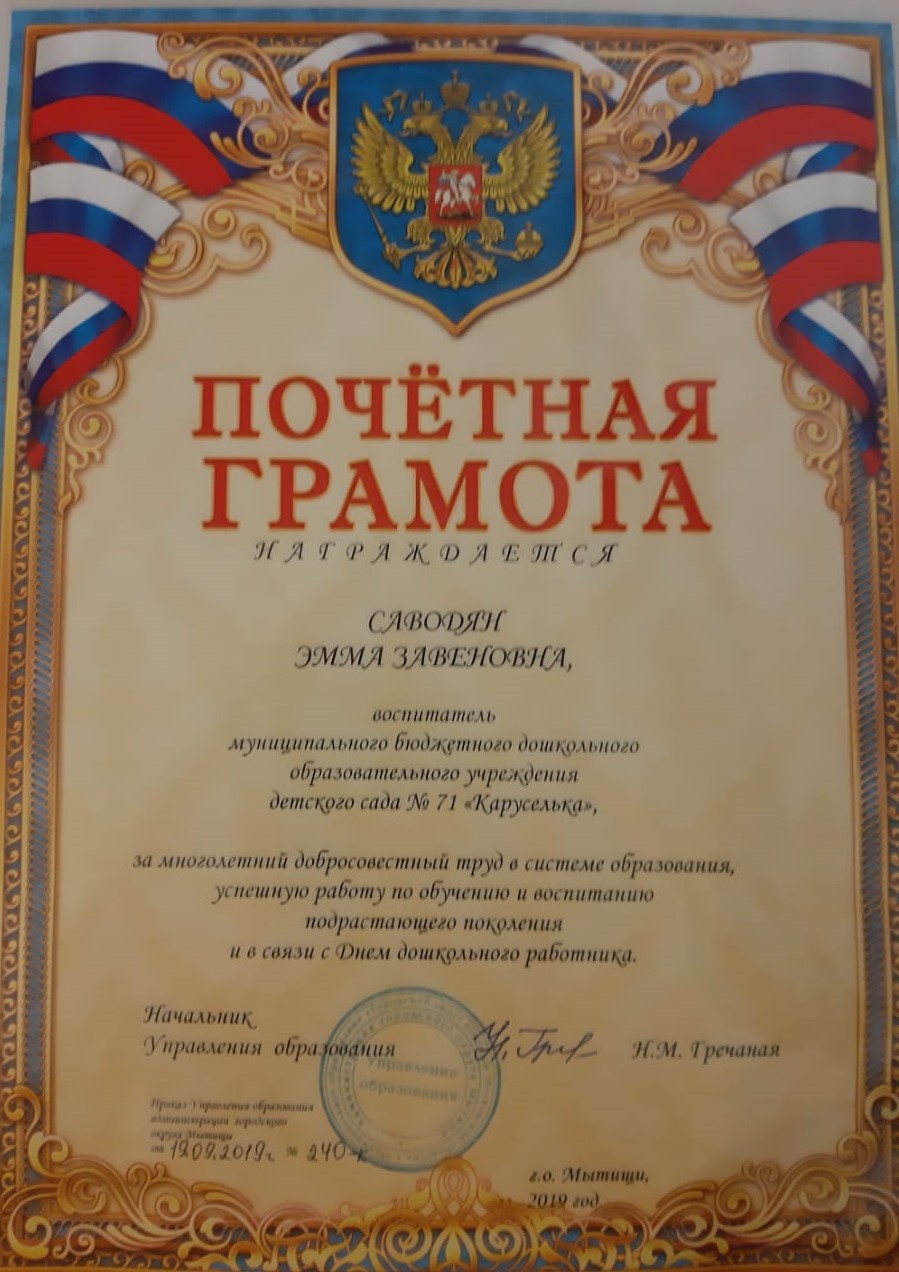 ПОЧЁТНАЯ
ГРАМОТА
НАГРАЖДАЕТСЯ
САВОДЯН
ЭММА ЗАВЕНОВНА,
воспитатель
муниципального бюджетного дошкольного
образовательного учреждения
детского сада № 71 «Каруселька»,
за многолетний добросовестный труд в системе образования,
успешную работу по обучению и воспитанию
подрастающего поколения
и в связи с Днем дошкольного работника.
Начальник
Управления образования
Н.М. Гречаная
Управление
образования
Приказ Управления образования
администрации городского
округа Мытищи
от 19.09.2019г. № 240-к
г.о. Мытищи,
2019 год